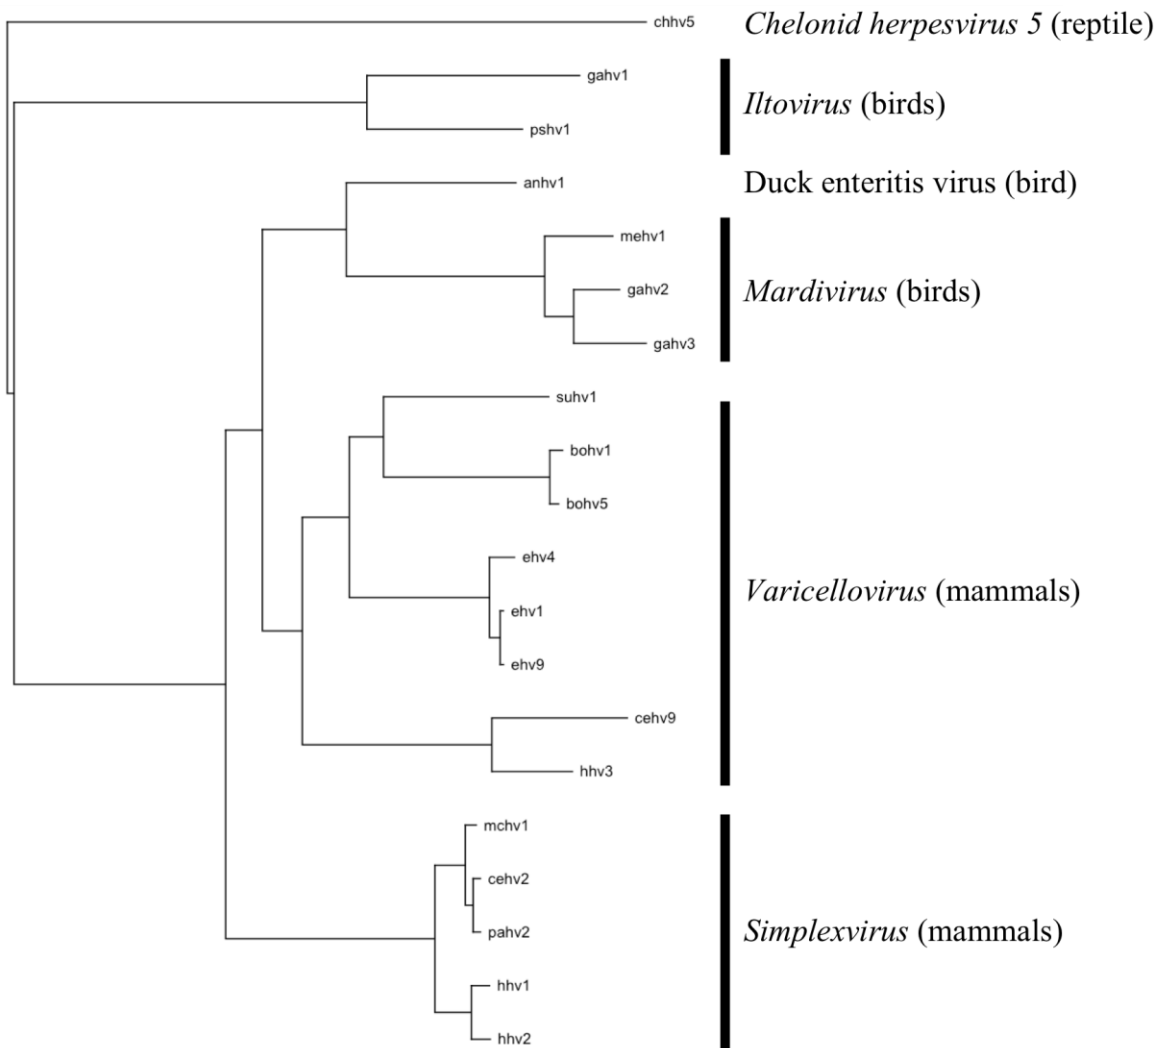 chhv5 Chelonid herpesvirus 5 (reptile)
gahv1
Iltovirus (birds)
pshv1
anhv1 Duck enteritis virus (bird)
mehv1
gahv2 Mardivirus (birds)
gahv3
suhv1
bohv1
bohv5
ehv4
Varicellovirus (mammals)
ehv1
ehv9
cehv9
hhv3
mchv1
cehv2
pahv2 Simplexvirus (mammals)
hhv1
hhv2